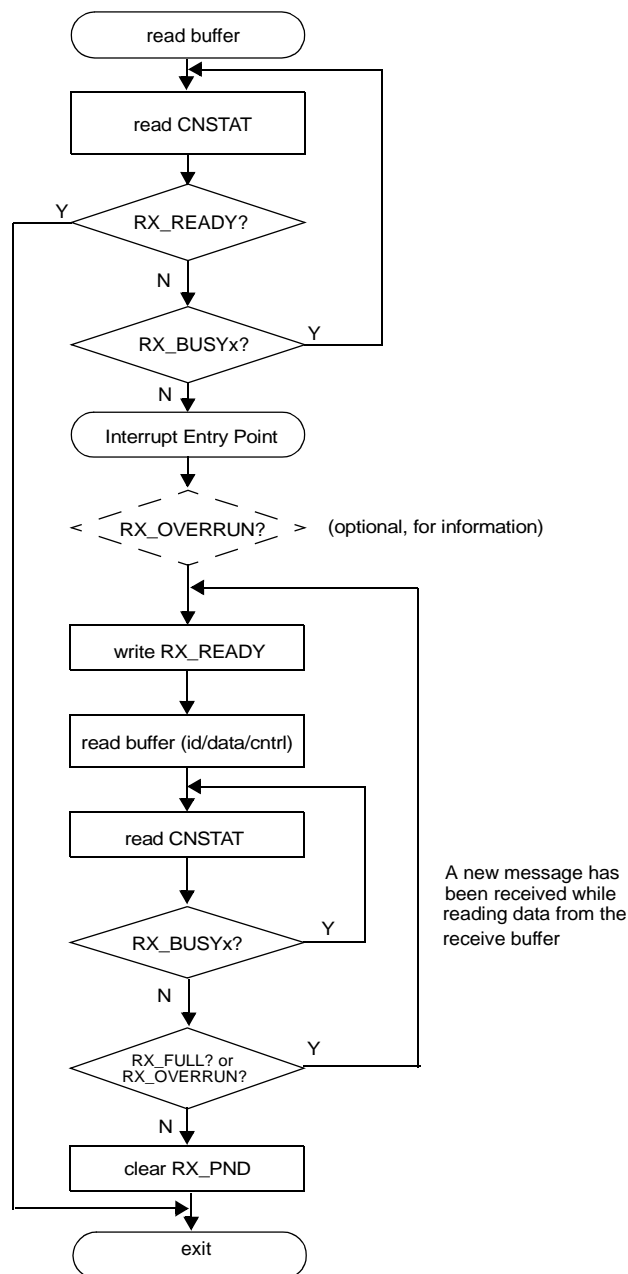 read buffer
read CNSTAT
Y
RX_READY?
N
RX_BUSYx?
Y
N
Interrupt Entry Point
RX_OVERRUN?
(optional, for information)
write RX_READY
read buffer (id/data/cntrl)
read CNSTAT
A new message has
been received while
reading data from the
receive buffer
RX_BUSYx?
Y
N
RX_FULL? or
RX_OVERRUN?
Y
N
clear RX_PND
exit